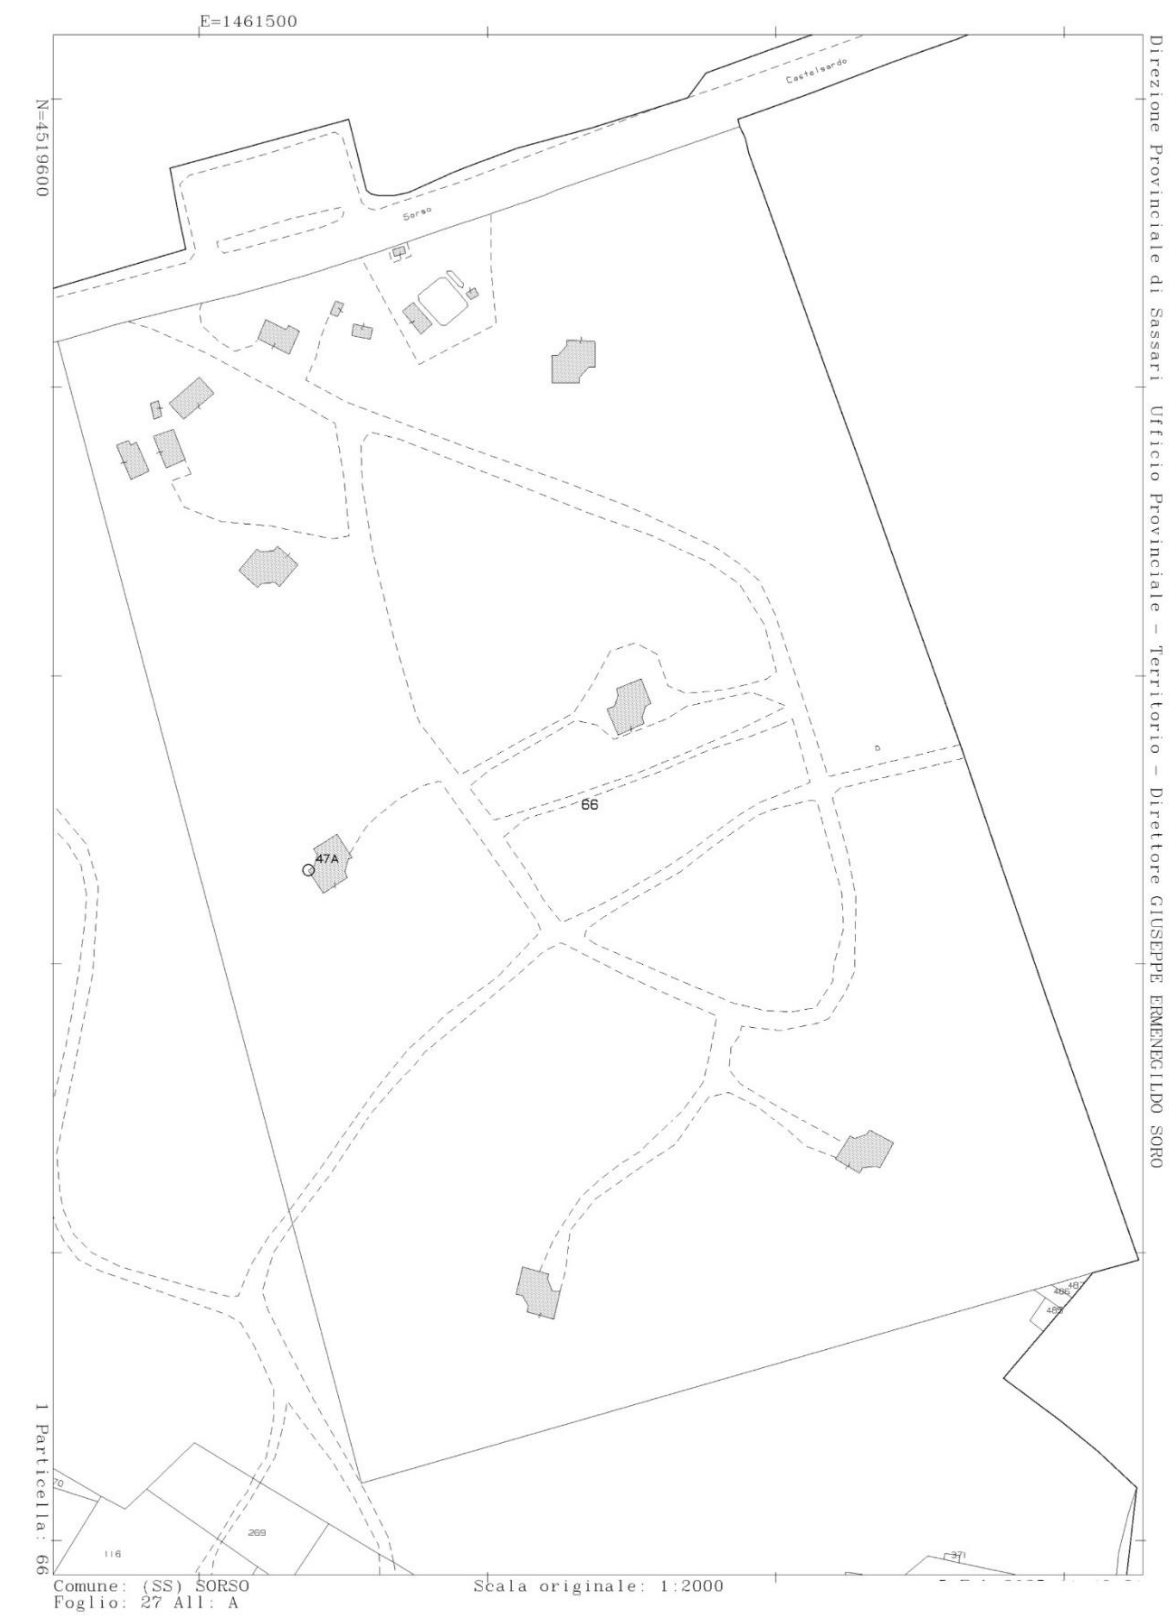 E=1461500
N=4519600
Direzione Provinciale di Sassari Ufficio Provinciale - Territorio - Direttore GIUSEPPE ERMENEGILDO SORO
Castelsardo
Sorso
66
47A
487
486
485
1 Particella: 66
70
269
116
371
Comune: (SS) SORSO
Scala originale: 1:2000
Foglio: 27 All: A